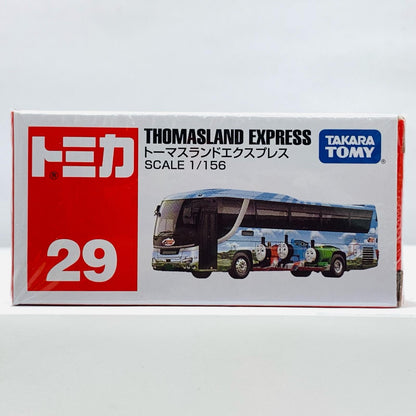 トミカ
29
THOMASLAND EXPRESS
トーマスランドエクスプレス
SCALE 1/156
TAKARA
TOMY